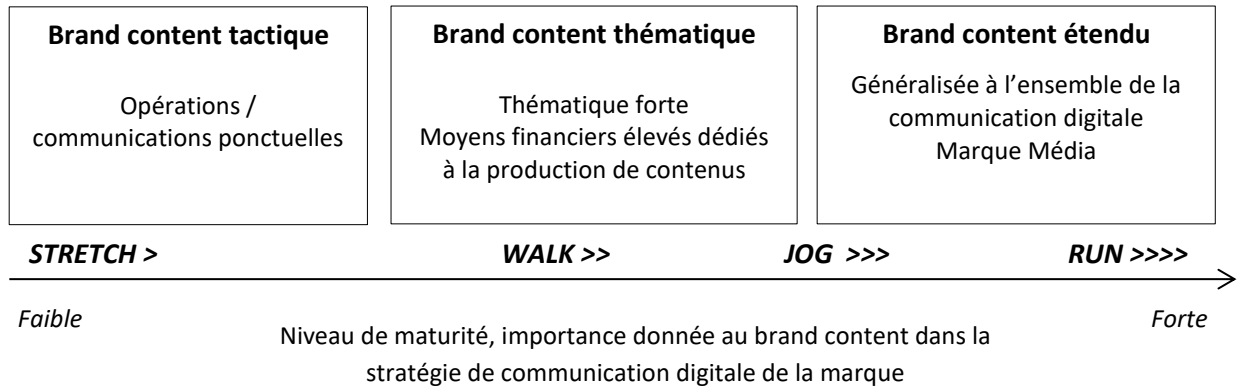 Brand content tactique
Opérations /
communications ponctuelles
Brand content thématique
Thématique forte
Moyens financiers élevés dédiés
à la production de contenus
Brand content étendu
Généralisée à l’ensemble de la
communication digitale
Marque Média
STRETCH > WALK >> JOG >>> RUN >>>>
Faible Forte
Niveau de maturité, importance donnée au brand content dans la
stratégie de communication digitale de la marque